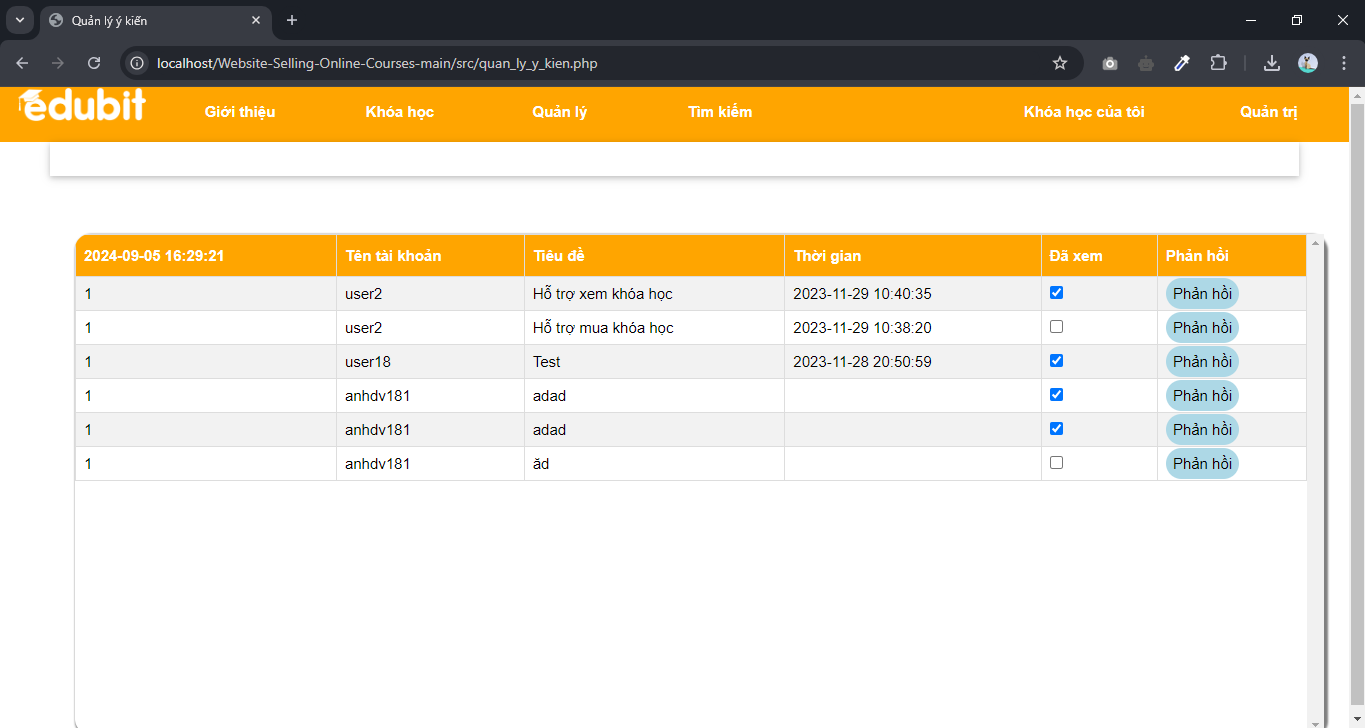 Quản lý ý kiến
localhost/Website-Selling-Online-Courses-main/src/quan_ly_y_kien.php
edubit Giới thiệu Khóa học Quản lý Tìm kiếm Khóa học của tôi Quản trị
2024-09-05 16:29:21 Tên tài khoản Tiêu đề Thời gian Đã xem Phản hồi
1 user2 Hỗ trợ xem khóa học 2023-11-29 10:40:35 Phản hồi
1 user2 Hỗ trợ mua khóa học 2023-11-29 10:38:20 Phản hồi
1 user18 Test 2023-11-28 20:50:59 Phản hồi
1 anhdv181 adad Phản hồi
1 anhdv181 adad Phản hồi
1 anhdv181 ăd Phản hồi